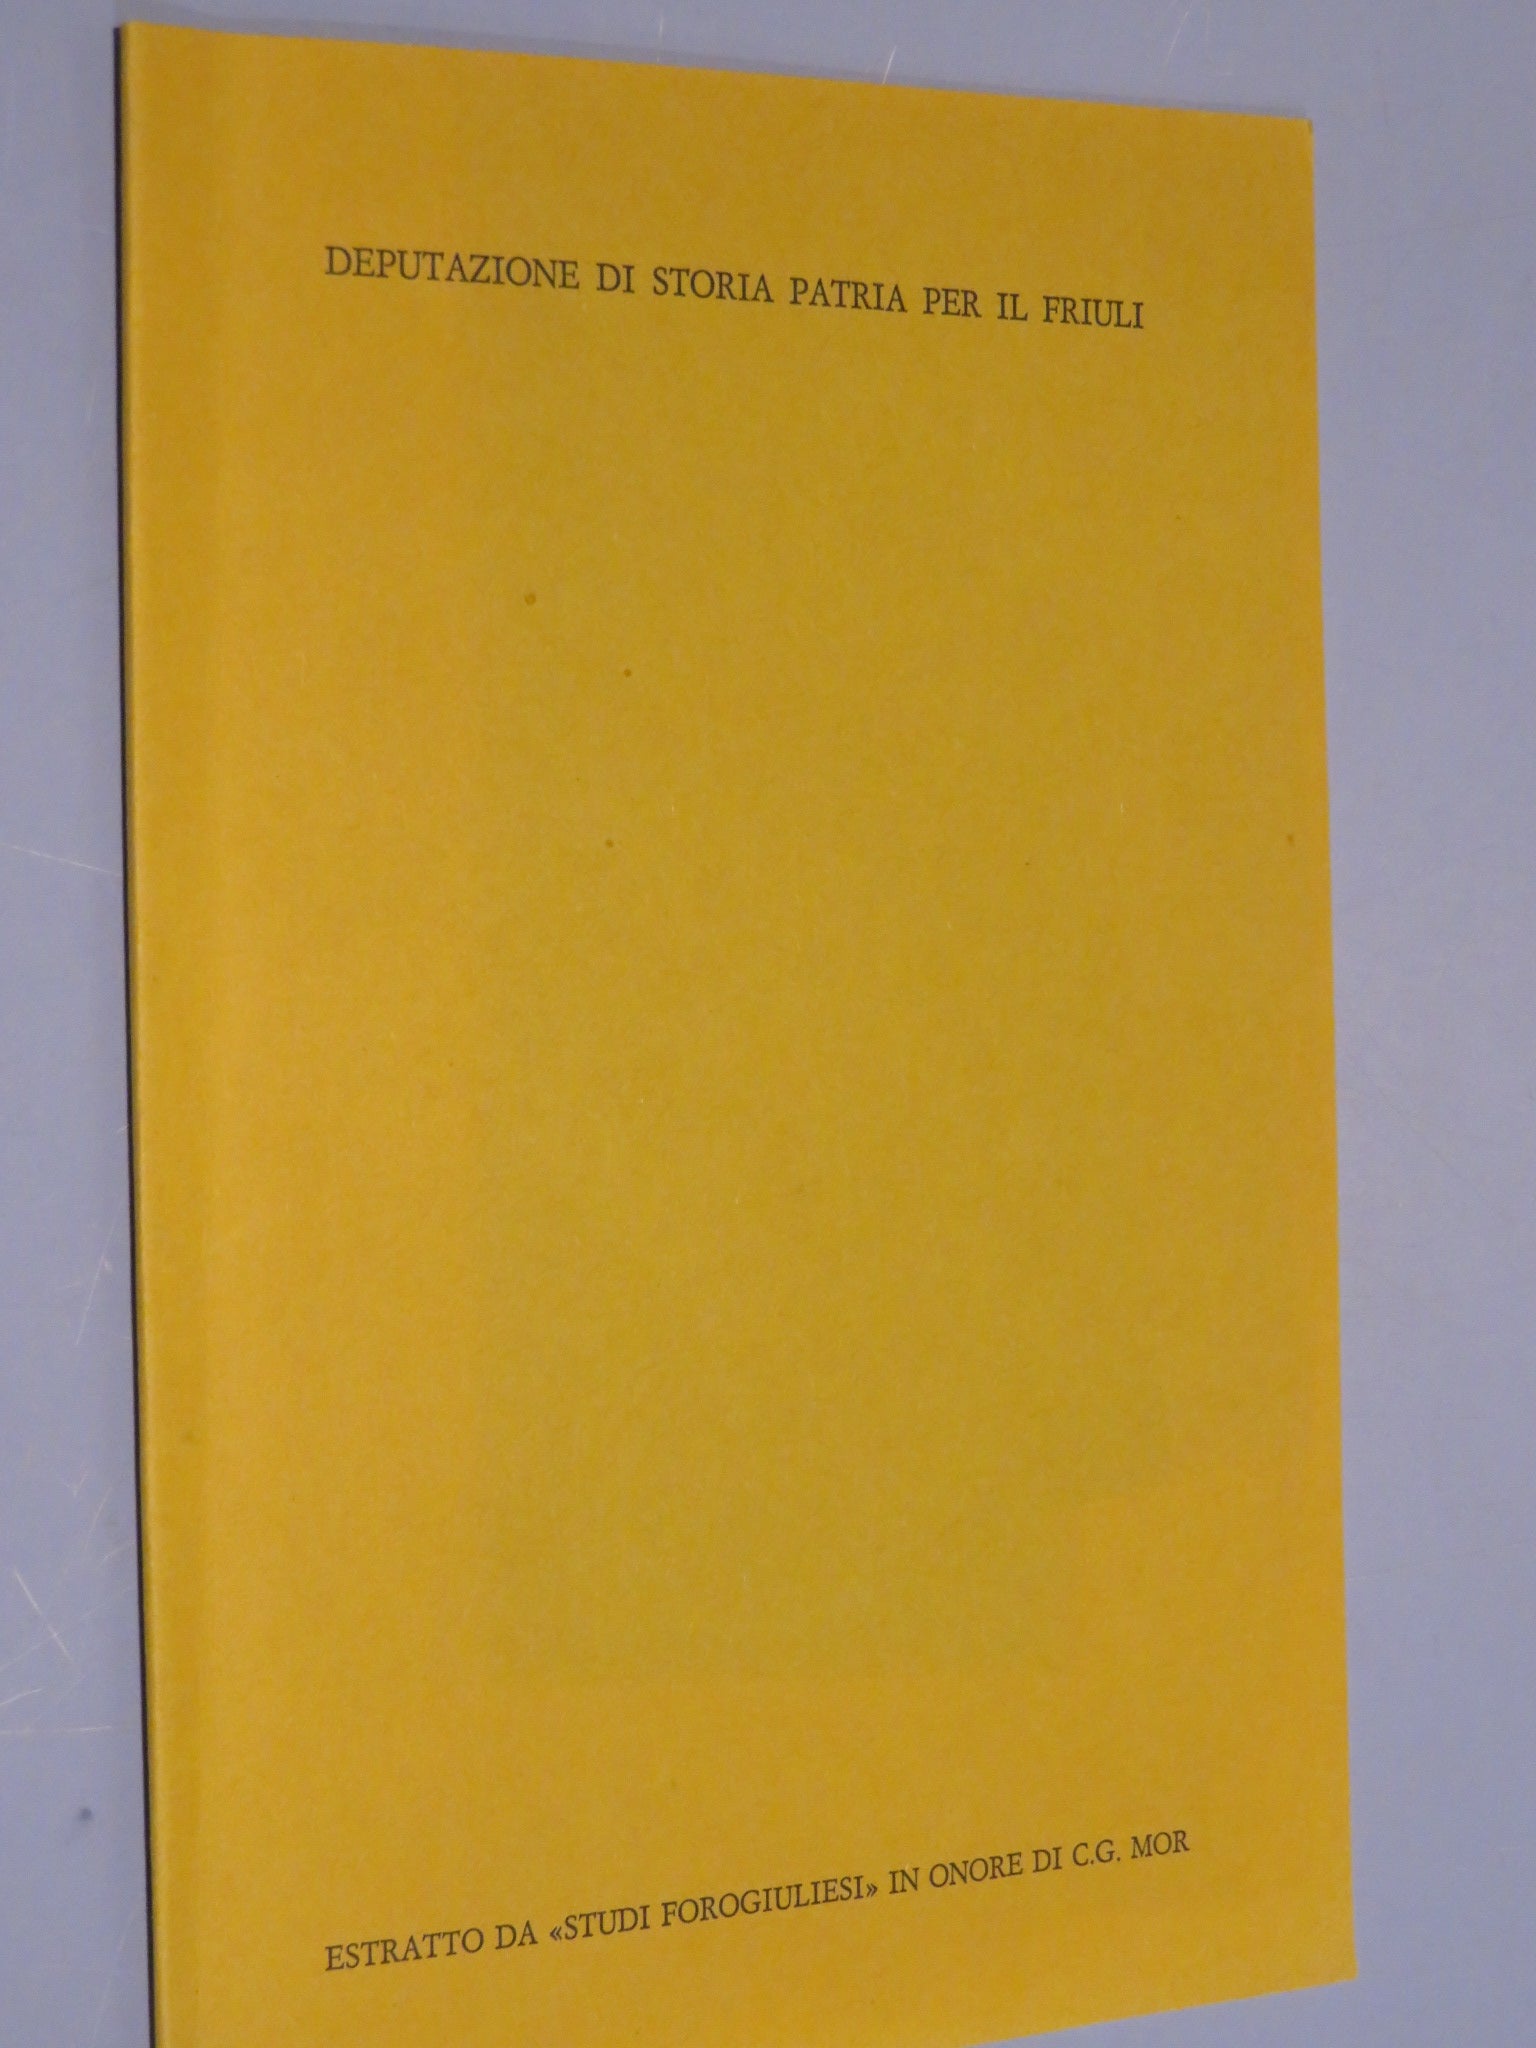 DEPUTAZIONE DI STORIA PATRIA PER IL FRIULI
ESTRATTO DA «STUDI FOROGIULIESI» IN ONORE DI C.G. MOR